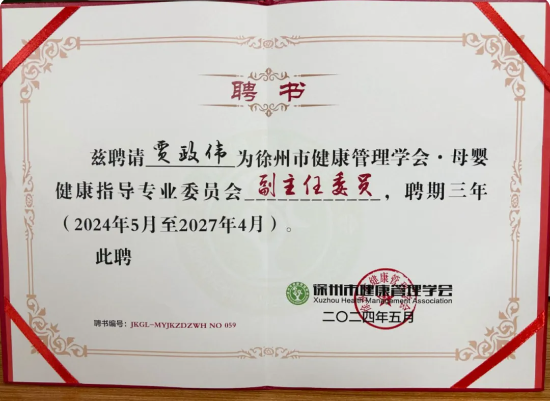 聘书
兹聘请 贾政伟 为徐州市健康管理学会·母婴
健康指导专业委员会 副主任委员，聘期三年
（2024年5月至2027年4月）。
此聘
徐州市健康管理学会
Xuzhou Health Management Association
二〇二四年五月
聘书编号：JKGL-MYJKZDZWH NO 059